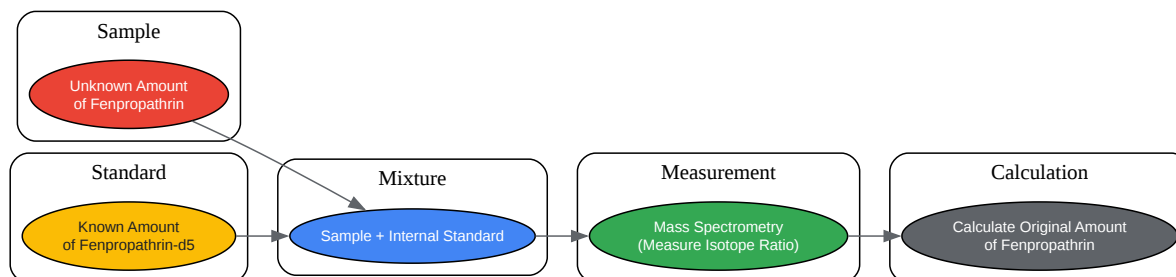 Sample
Unknown Amount
of Fenpropathrin
Standard
Known Amount
of Fenpropathrin-d5
Mixture
Sample + Internal Standard
Measurement
Mass Spectrometry
(Measure Isotope Ratio)
Calculation
Calculate Original Amount
of Fenpropathrin